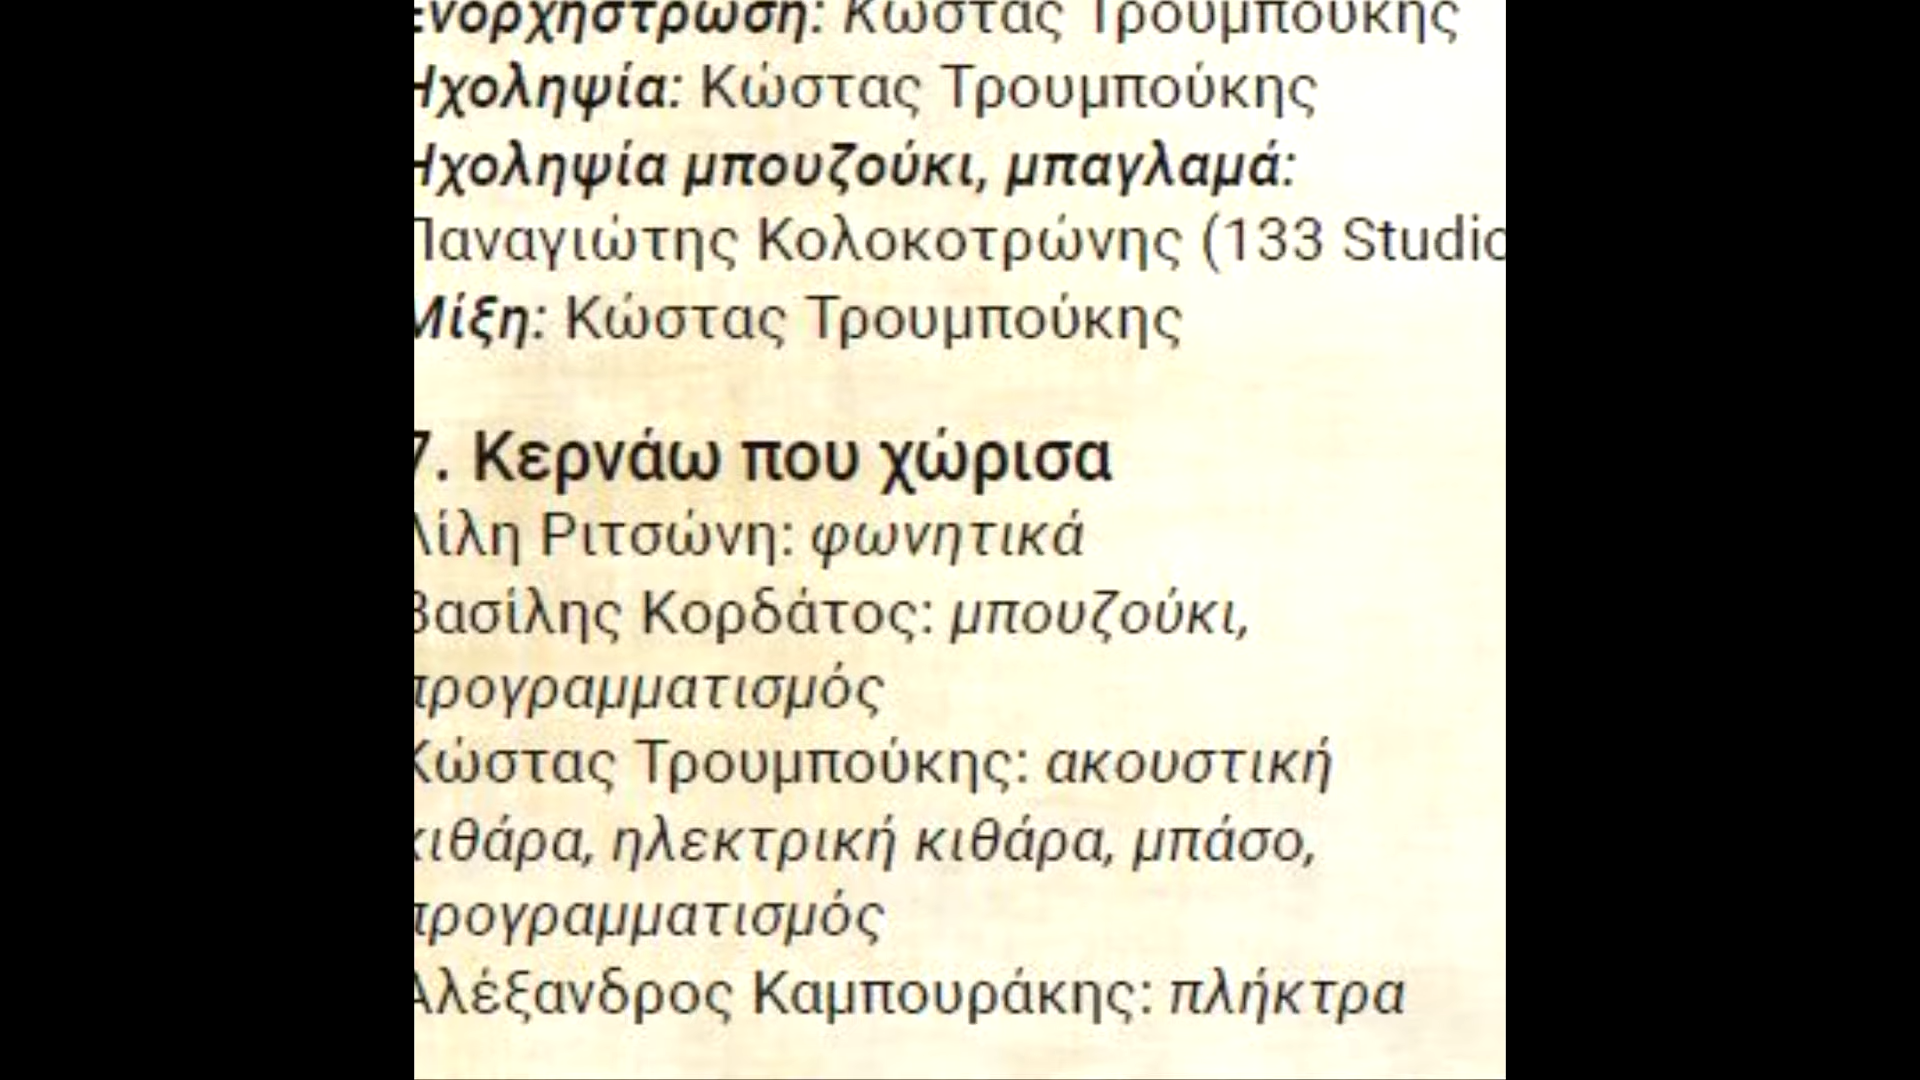 Ενορχήστρωση: Κώστας Τρουμπούκης
Ηχοληψία: Κώστας Τρουμπούκης
Ηχοληψία μπουζούκι, μπαγλαμά:
Παναγιώτης Κολοκοτρώνης (133 Studio
Μίξη: Κώστας Τρουμπούκης
7. Κερνάω που χώρισα
Λίλη Ριτσώνη: φωνητικά
Βασίλης Κορδάτος: μπουζούκι,
προγραμματισμός
Κώστας Τρουμπούκης: ακουστική
κιθάρα, ηλεκτρική κιθάρα, μπάσο,
προγραμματισμός
Αλέξανδρος Καμπουράκης: πλήκτρα